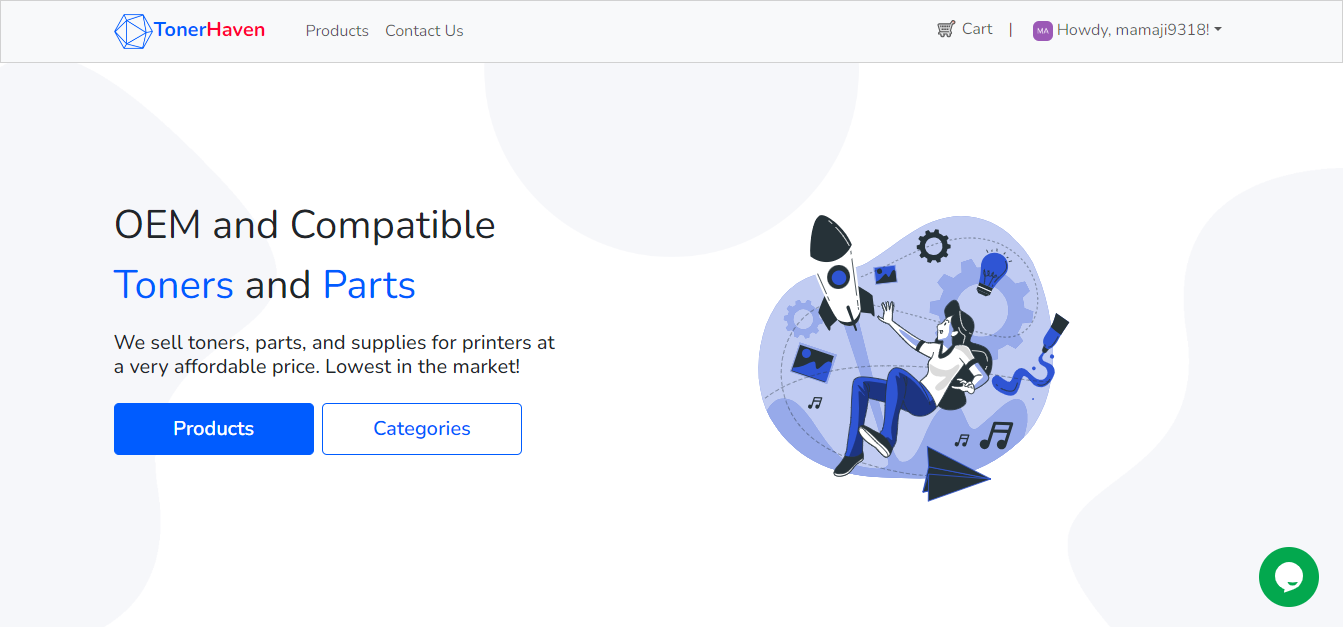 TonerHaven Products Contact Us Cart | MA Howdy, mamaji9318!
OEM and Compatible
Toners and Parts
We sell toners, parts, and supplies for printers at
a very affordable price. Lowest in the market!
Products Categories